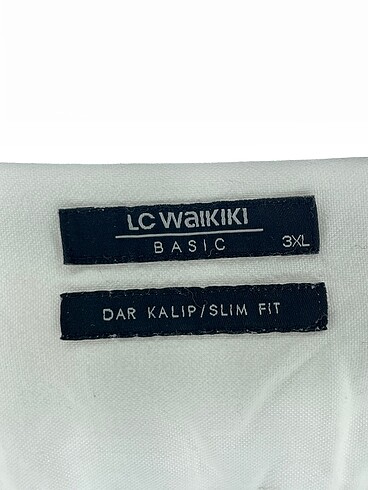 LC WAIKIKI
BASIC 3XL
DAR KALIP/SLIM FIT